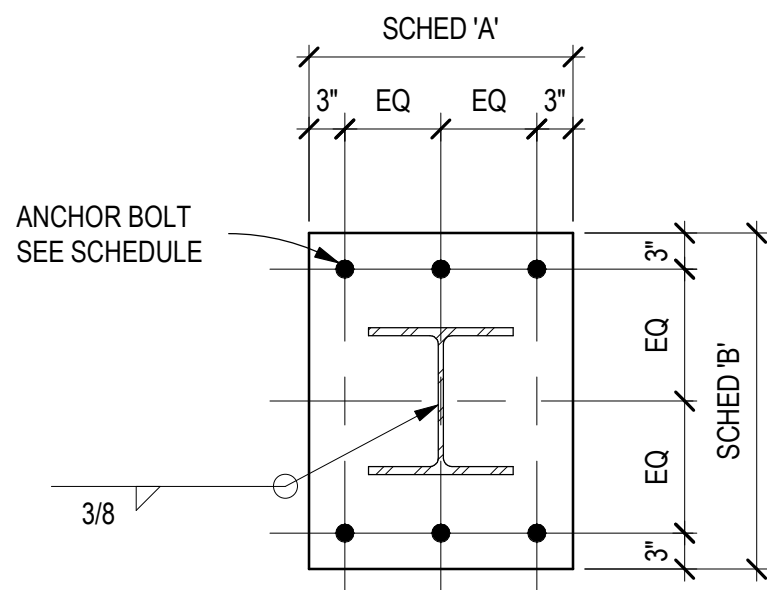 SCHED 'A'
3" EQ EQ 3"
ANCHOR BOLT
SEE SCHEDULE
3"
EQ
SCHED 'B'
EQ
3/8
3"